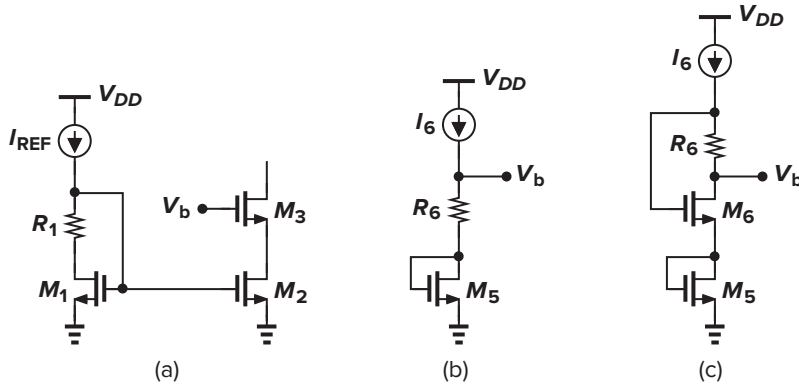 V_DD
I_REF
R_1
M_1
V_b
M_3
M_2
(a)
V_DD
I_6
V_b
R_6
M_5
(b)
V_DD
I_6
R_6
V_b
M_6
M_5
(c)